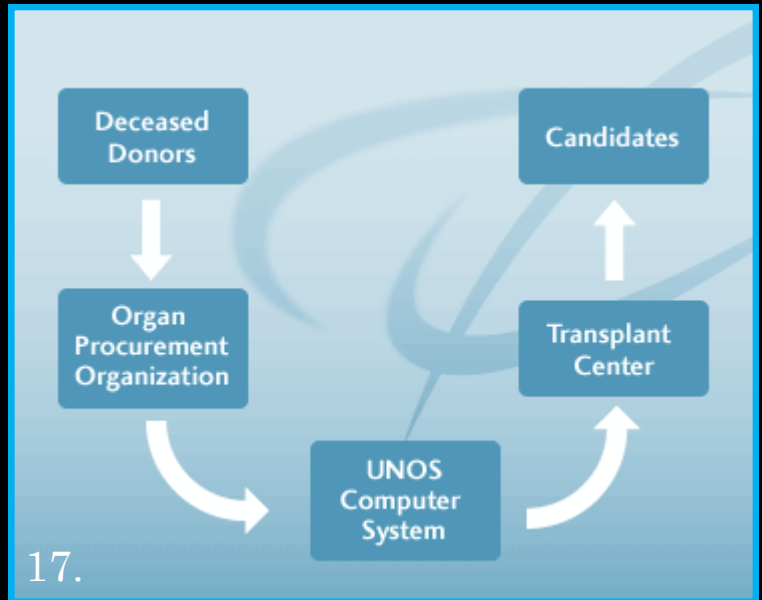 Deceased
Donors
Organ
Procurement
Organization
UNOS
Computer
System
Transplant
Center
Candidates
17.